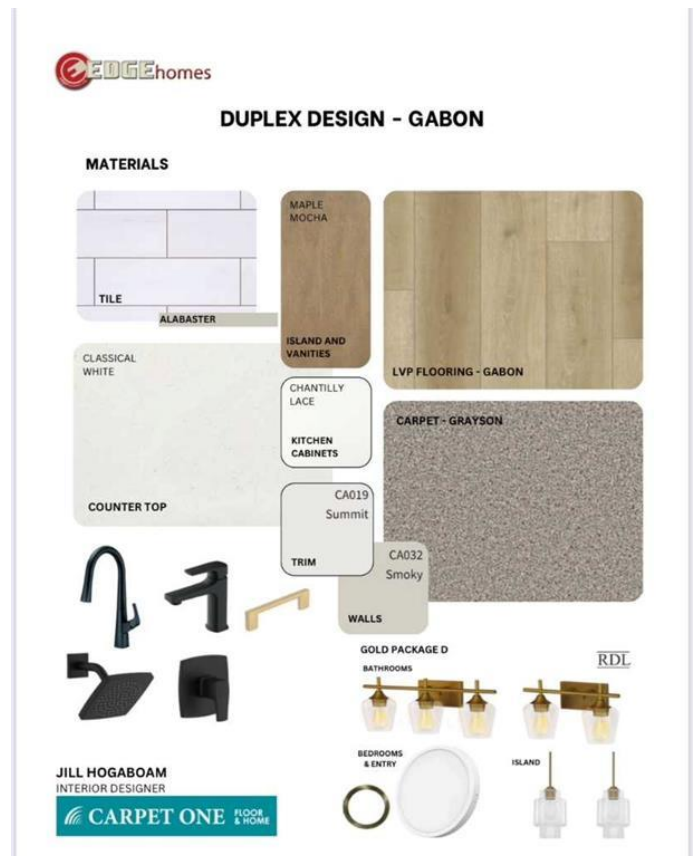 EDGEhomes
DUPLEX DESIGN - GABON
MATERIALS
TILE
ALABASTER
MAPLE
MOCHA
ISLAND AND
VANITIES
LVP FLOORING - GABON
CLASSICAL
WHITE
COUNTER TOP
CHANTILLY
LACE
KITCHEN
CABINETS
CARPET - GRAYSON
CA019
Summit
TRIM
CA032
Smoky
WALLS
GOLD PACKAGE D
RDL
BATHROOMS
BEDROOMS
& ENTRY
ISLAND
JILL HOGABOAM
INTERIOR DESIGNER
CARPET ONE FLOOR
& HOME